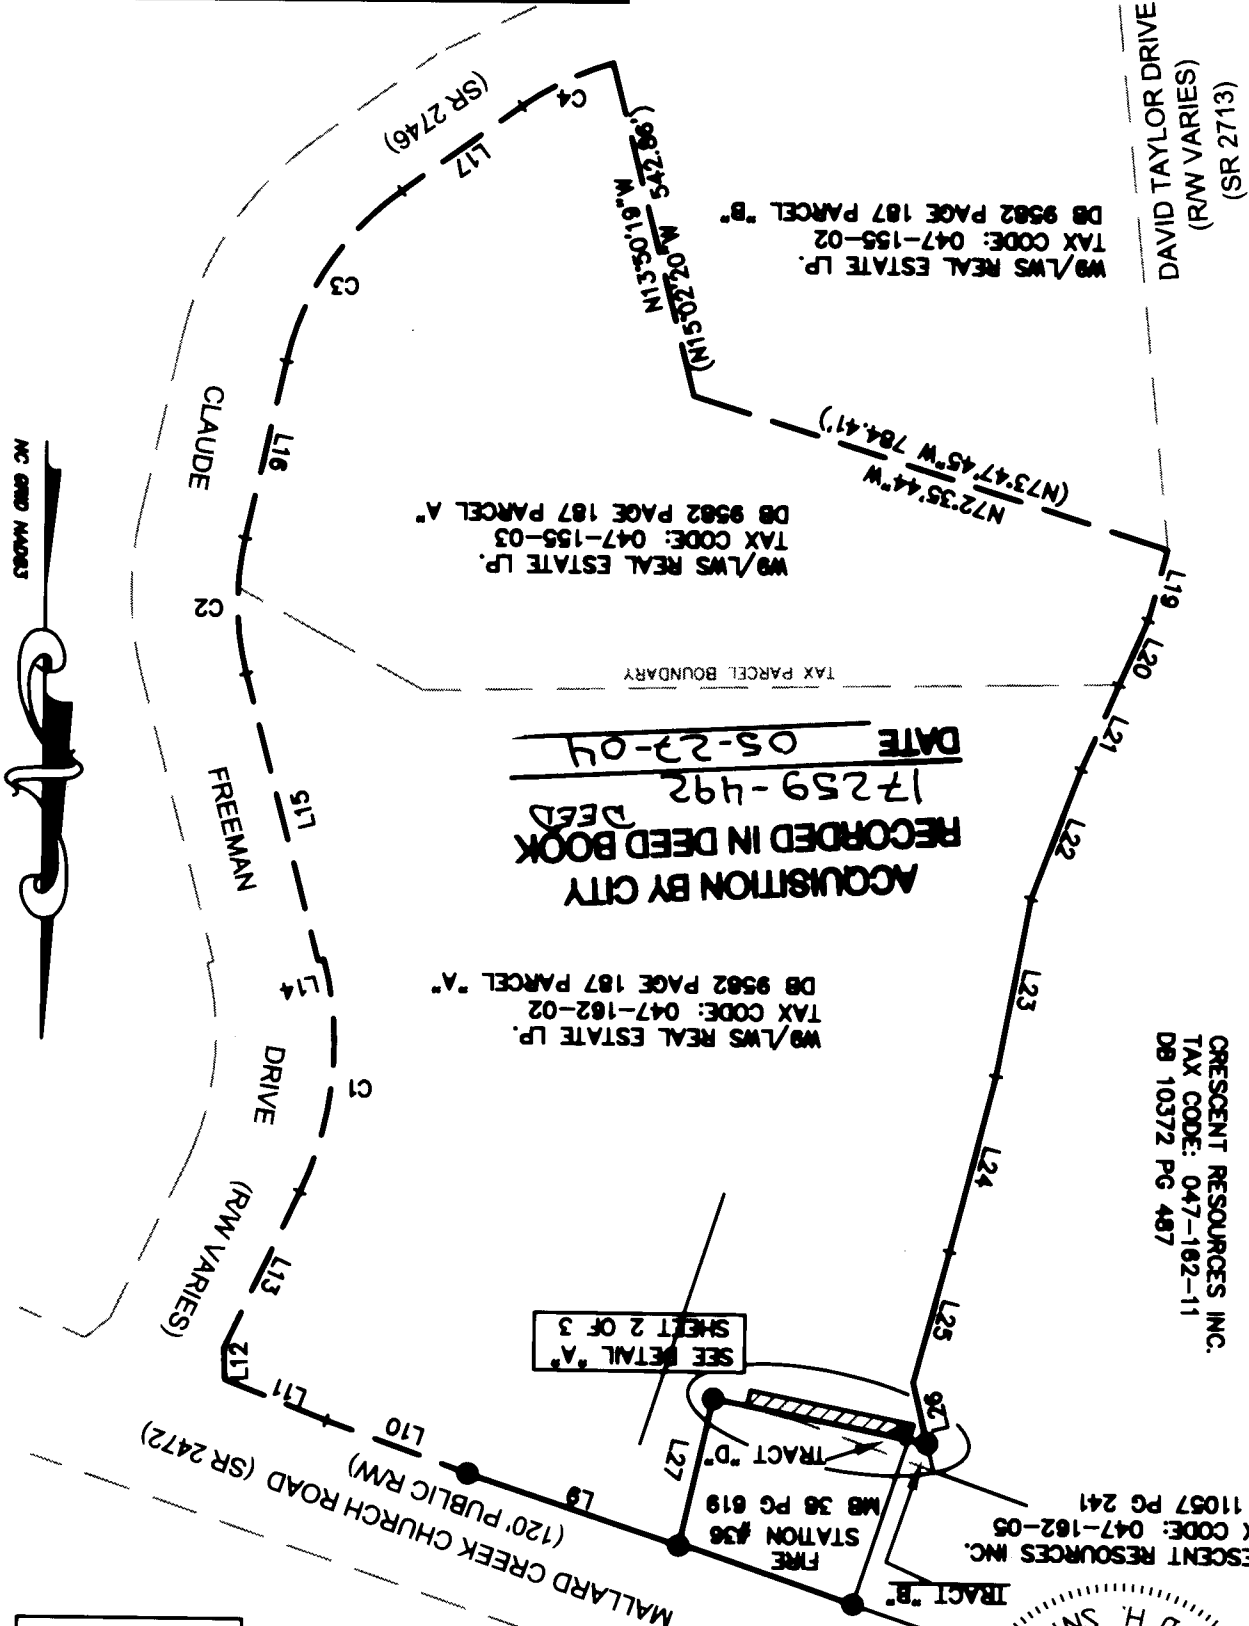 DAVID TAYLOR DRIVE
(R/W VARIES)
(SR 2713)
(SR 2746)
C4
L17
C3
N13°50'19"W
(N15°02'20"W 542.86')
W9/LWS REAL ESTATE LP.
TAX CODE: 047-155-02
DB 9582 PAGE 187 PARCEL "B"
CLAUDE
L16
N72°35'44"W
(N73°47'45"W 784.41')
NC GRID NAD83
W9/LWS REAL ESTATE LP.
TAX CODE: 047-155-03
DB 9582 PAGE 187 PARCEL A"
C2
L19
L20
TAX PARCEL BOUNDARY
L21
FREEMAN
L15
L22
ACQUISITION BY CITY
RECORDED IN DEED BOOK
DEED
17259-492
DATE 05-27-04
L14
L23
W9/LWS REAL ESTATE LP.
TAX CODE: 047-162-02
DB 9582 PAGE 187 PARCEL "A"
DRIVE
C1
CRESCENT RESOURCES INC.
TAX CODE: 047-162-11
DB 10372 PG 487
L24
(R/W VARIES)
L13
L25
L12
SEE DETAIL "A"
SHEET 2 OF 3
L11
L10
L26
L27
TRACT "D"
L9
MALLARD CREEK CHURCH ROAD (SR 2472)
(120' PUBLIC R/W)
FIRE
STATION #36
MB 38 PG 619
ESCENT RESOURCES INC.
X CODE: 047-162-05
11057 PG 241
TRACT "B"